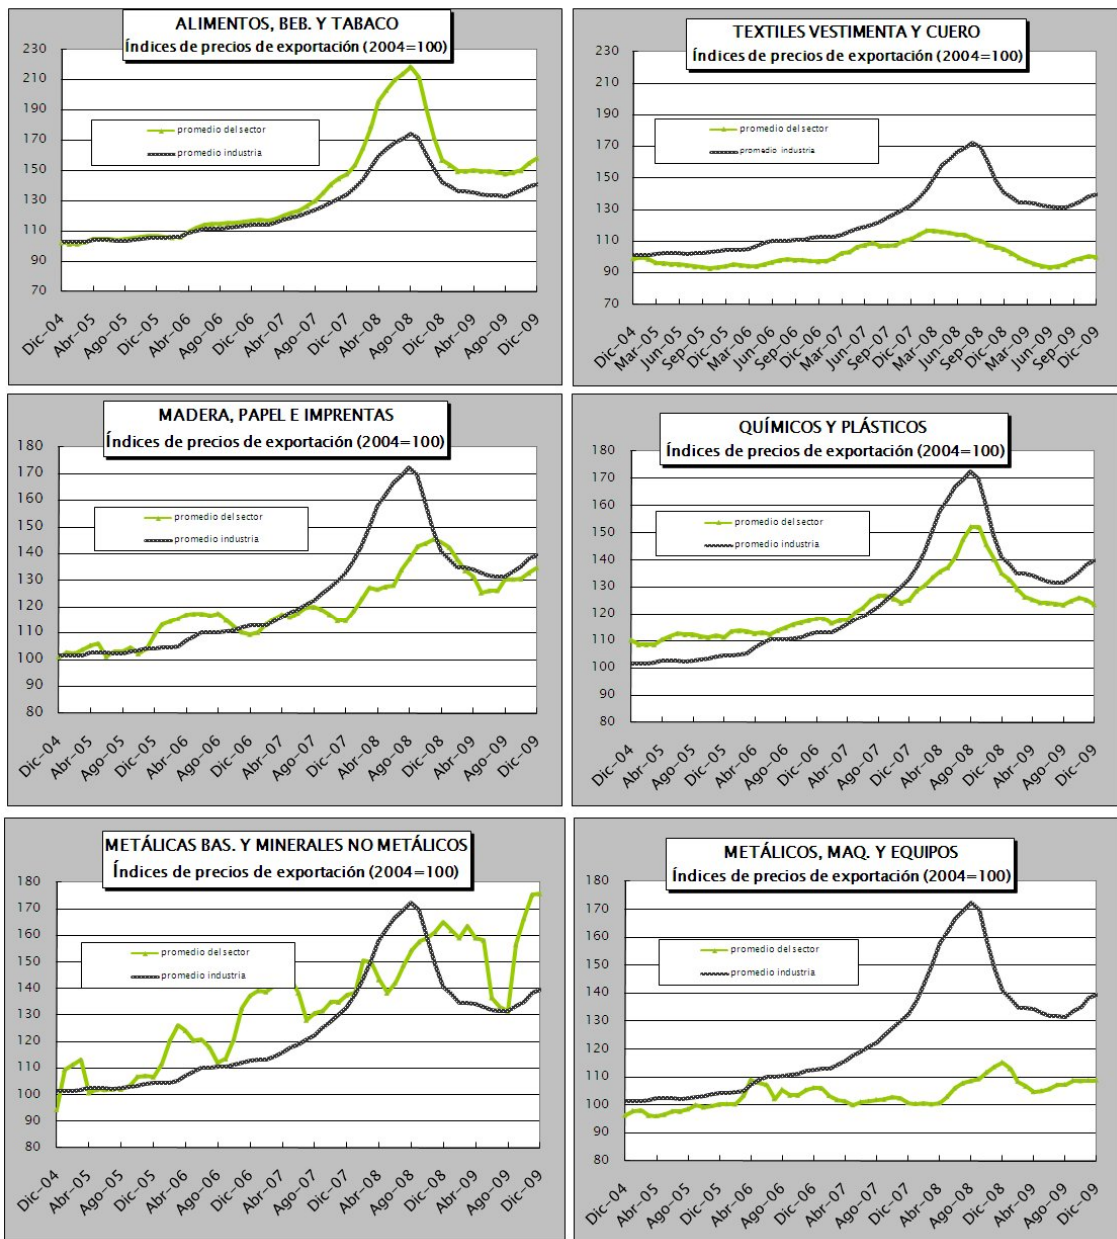 ALIMENTOS, BEB. Y TABACO
Índices de precios de exportación (2004=100)
230
210
190
170
150
130
110
90
70
promedio del sector
promedio industria
Dic-04
Abr-05
Ago-05
Dic-05
Abr-06
Ago-06
Dic-06
Abr-07
Ago-07
Dic-07
Abr-08
Ago-08
Dic-08
Abr-09
Ago-09
Dic-09
TEXTILES VESTIMENTA Y CUERO
Índices de precios de exportación (2004=100)
230
210
190
170
150
130
110
90
70
promedio del sector
promedio industria
Dic-04
Mar-05
Jun-05
Sep-05
Dic-05
Mar-06
Jun-06
Sep-06
Dic-06
Mar-07
Jun-07
Sep-07
Dic-07
Mar-08
Jun-08
Sep-08
Dic-08
Mar-09
Jun-09
Sep-09
Dic-09
MADERA, PAPEL E IMPRENTAS
Índices de precios de exportación (2004=100)
180
170
160
150
140
130
120
110
100
90
80
promedio del sector
promedio industria
Dic-04
Abr-05
Ago-05
Dic-05
Abr-06
Ago-06
Dic-06
Abr-07
Ago-07
Dic-07
Abr-08
Ago-08
Dic-08
Abr-09
Ago-09
Dic-09
QUÍMICOS Y PLÁSTICOS
Índices de precios de exportación (2004=100)
180
170
160
150
140
130
120
110
100
90
80
promedio del sector
promedio industria
Dic-04
Abr-05
Ago-05
Dic-05
Abr-06
Ago-06
Dic-06
Abr-07
Ago-07
Dic-07
Abr-08
Ago-08
Dic-08
Abr-09
Ago-09
Dic-09
METÁLICAS BAS. Y MINERALES NO METÁLICOS
Índices de precios de exportación (2004=100)
180
170
160
150
140
130
120
110
100
90
80
promedio del sector
promedio industria
Dic-04
Abr-05
Ago-05
Dic-05
Abr-06
Ago-06
Dic-06
Abr-07
Ago-07
Dic-07
Abr-08
Ago-08
Dic-08
Abr-09
Ago-09
Dic-09
METÁLICOS, MAQ. Y EQUIPOS
Índices de precios de exportación (2004=100)
180
170
160
150
140
130
120
110
100
90
80
promedio del sector
promedio industria
Dic-04
Abr-05
Ago-05
Dic-05
Abr-06
Ago-06
Dic-06
Abr-07
Ago-07
Dic-07
Abr-08
Ago-08
Dic-08
Abr-09
Ago-09
Dic-09